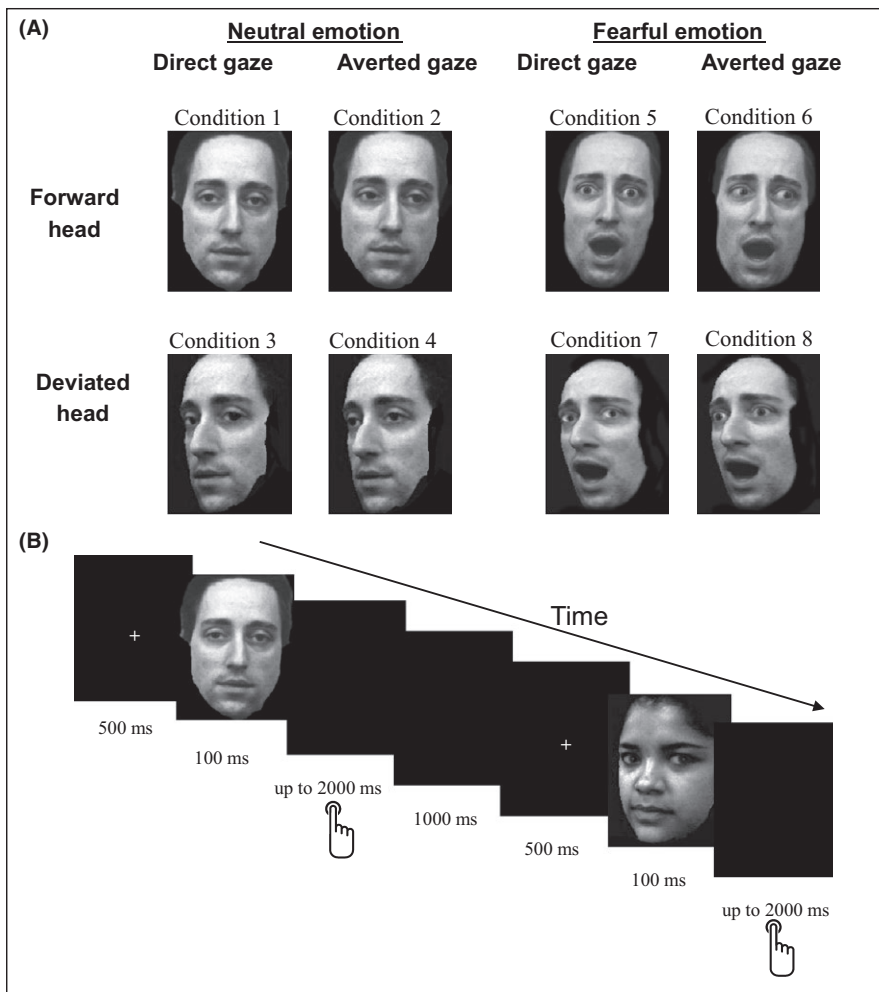 (A)
Neutral emotion Fearful emotion
Direct gaze Averted gaze Direct gaze Averted gaze
Condition 1 Condition 2 Condition 5 Condition 6
Forward
head
Condition 3 Condition 4 Condition 7 Condition 8
Deviated
head
(B)
Time
+
500 ms
100 ms
up to 2000 ms
1000 ms
+
500 ms
100 ms
up to 2000 ms